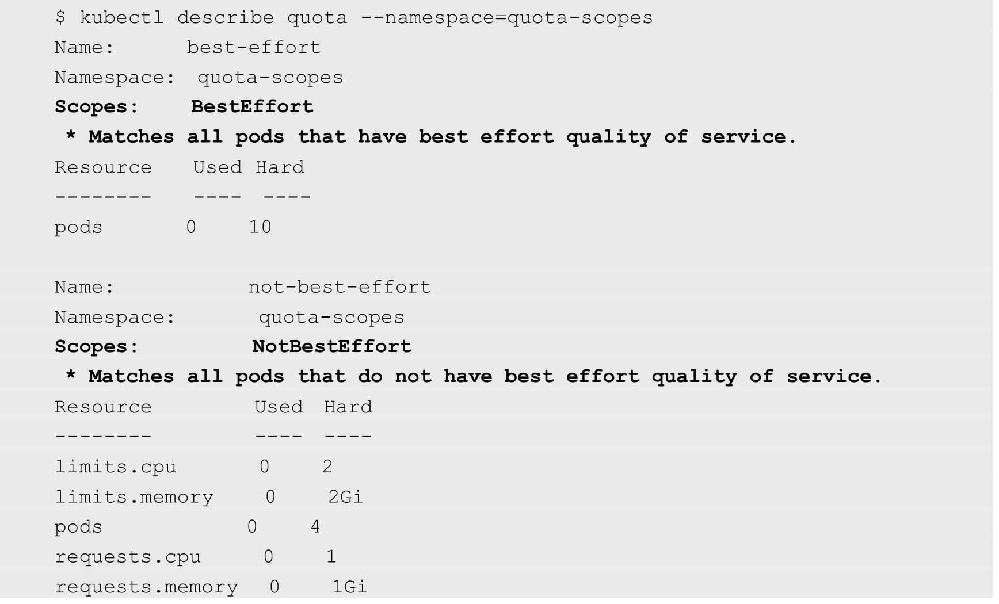 $ kubectl describe quota --namespace=quota-scopes
Name: best-effort
Namespace: quota-scopes
Scopes: BestEffort
* Matches all pods that have best effort quality of service.
Resource Used Hard
-------- ---- ----
pods 0 10
Name: not-best-effort
Namespace: quota-scopes
Scopes: NotBestEffort
* Matches all pods that do not have best effort quality of service.
Resource Used Hard
-------- ---- ----
limits.cpu 0 2
limits.memory 0 2Gi
pods 0 4
requests.cpu 0 1
requests.memory 0 1Gi